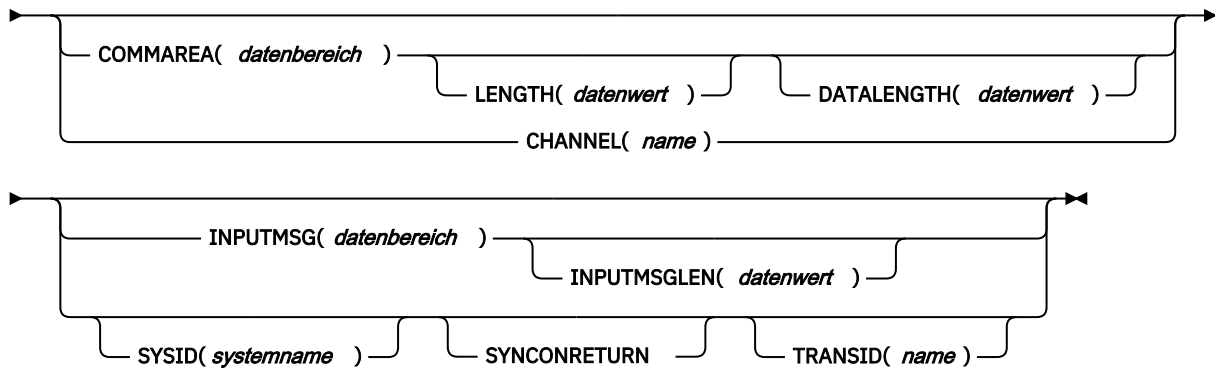 COMMAREA( datenbereich )
LENGTH( datenwert ) DATALENGTH( datenwert )
CHANNEL( name )
INPUTMSG( datenbereich )
INPUTMSGLEN( datenwert )
SYSID( systemname ) SYNCONRETURN TRANSID( name )